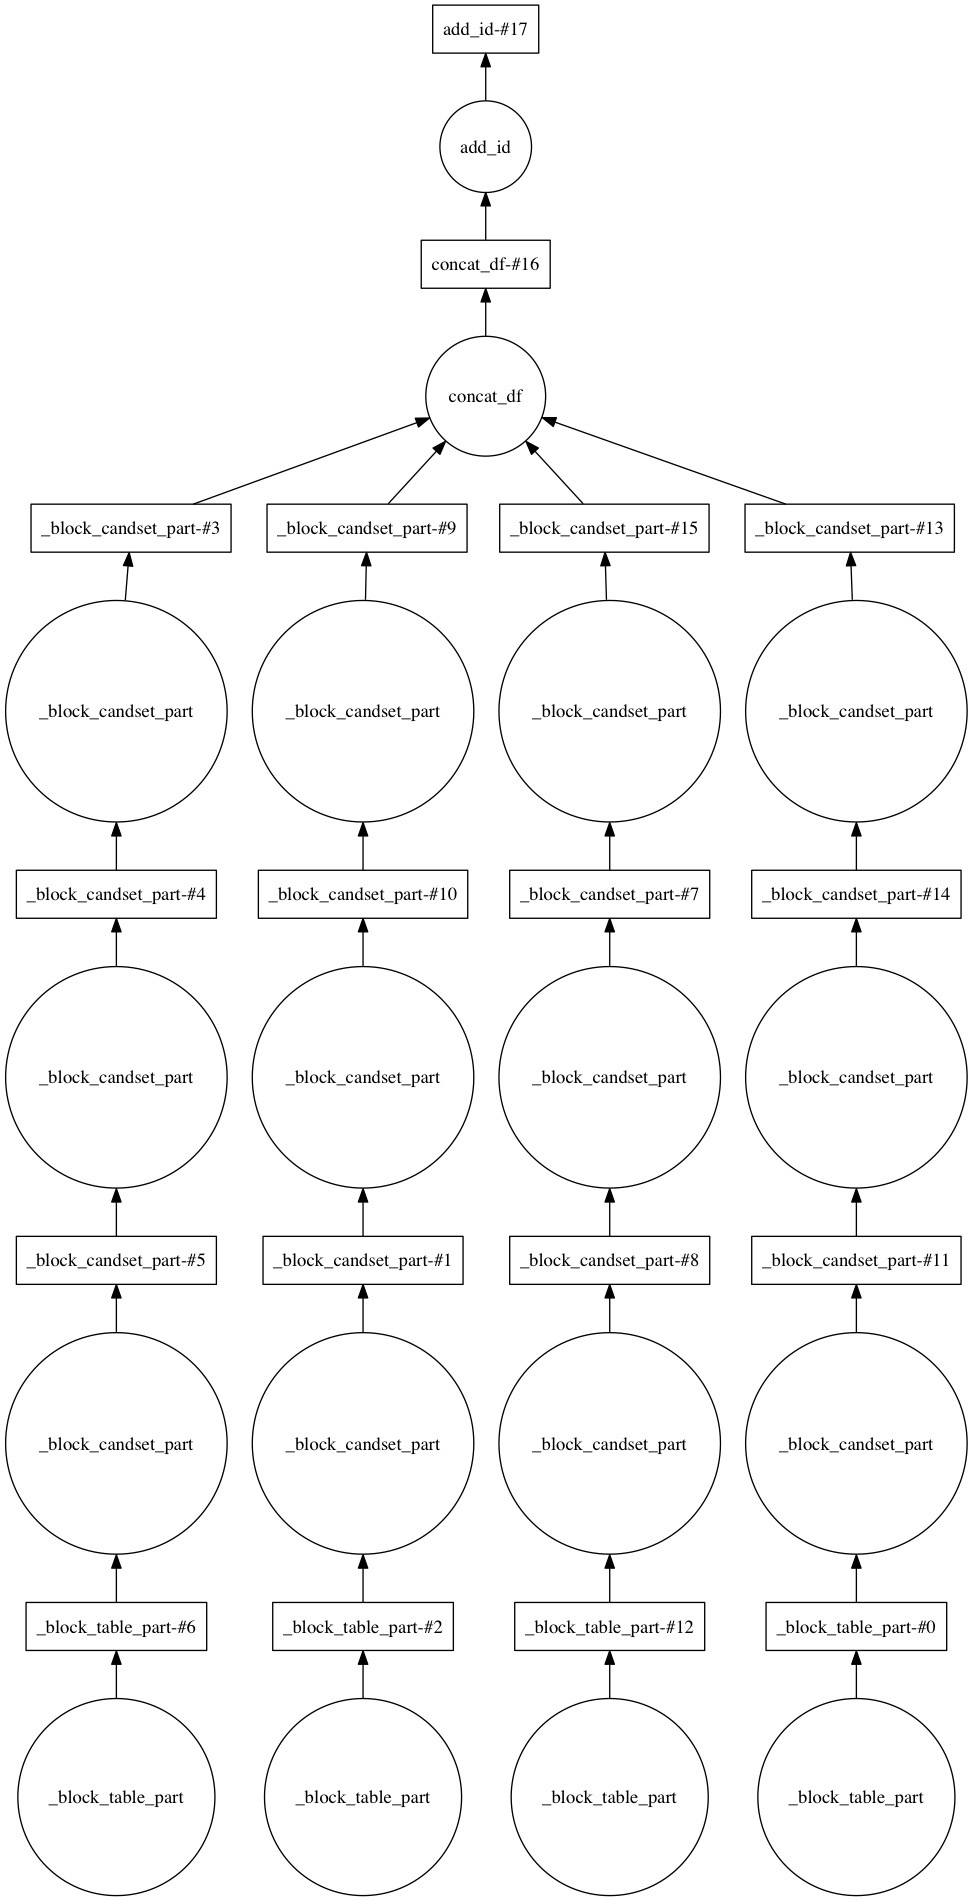 add_id-#17
add_id
concat_df-#16
concat_df
_block_candset_part-#3
_block_candset_part-#9
_block_candset_part-#15
_block_candset_part-#13
_block_candset_part
_block_candset_part
_block_candset_part
_block_candset_part
_block_candset_part-#4
_block_candset_part-#10
_block_candset_part-#7
_block_candset_part-#14
_block_candset_part
_block_candset_part
_block_candset_part
_block_candset_part
_block_candset_part-#5
_block_candset_part-#1
_block_candset_part-#8
_block_candset_part-#11
_block_candset_part
_block_candset_part
_block_candset_part
_block_candset_part
_block_table_part-#6
_block_table_part-#2
_block_table_part-#12
_block_table_part-#0
_block_table_part
_block_table_part
_block_table_part
_block_table_part